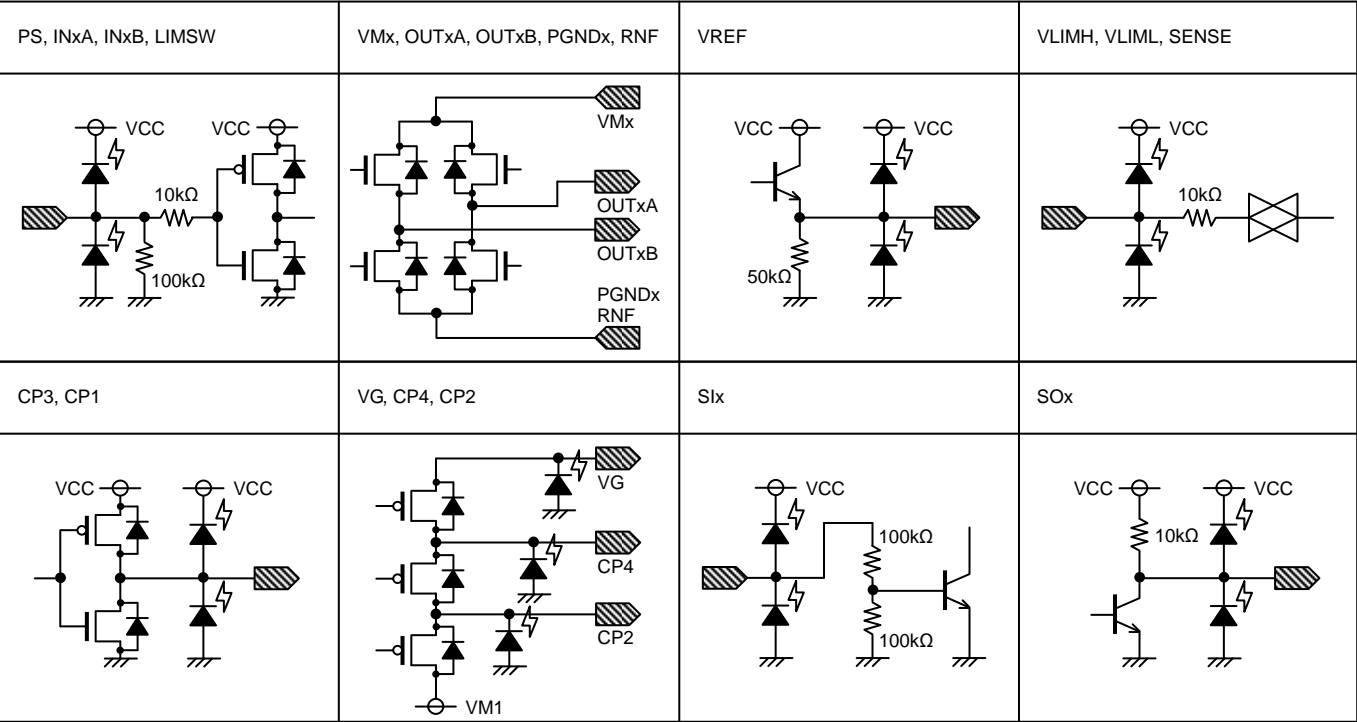 PS, INxA, INxB, LIMSW
VMx, OUTxA, OUTxB, PGNDx, RNF
VREF
VLIMH, VLIML, SENSE
VCC
VCC
10kΩ
100kΩ
VMx
OUTxA
OUTxB
PGNDx
RNF
VCC
VCC
50kΩ
VCC
10kΩ
CP3, CP1
VG, CP4, CP2
SIx
SOx
VCC
VCC
VG
CP4
CP2
VM1
VCC
100kΩ
100kΩ
VCC
VCC
10kΩ